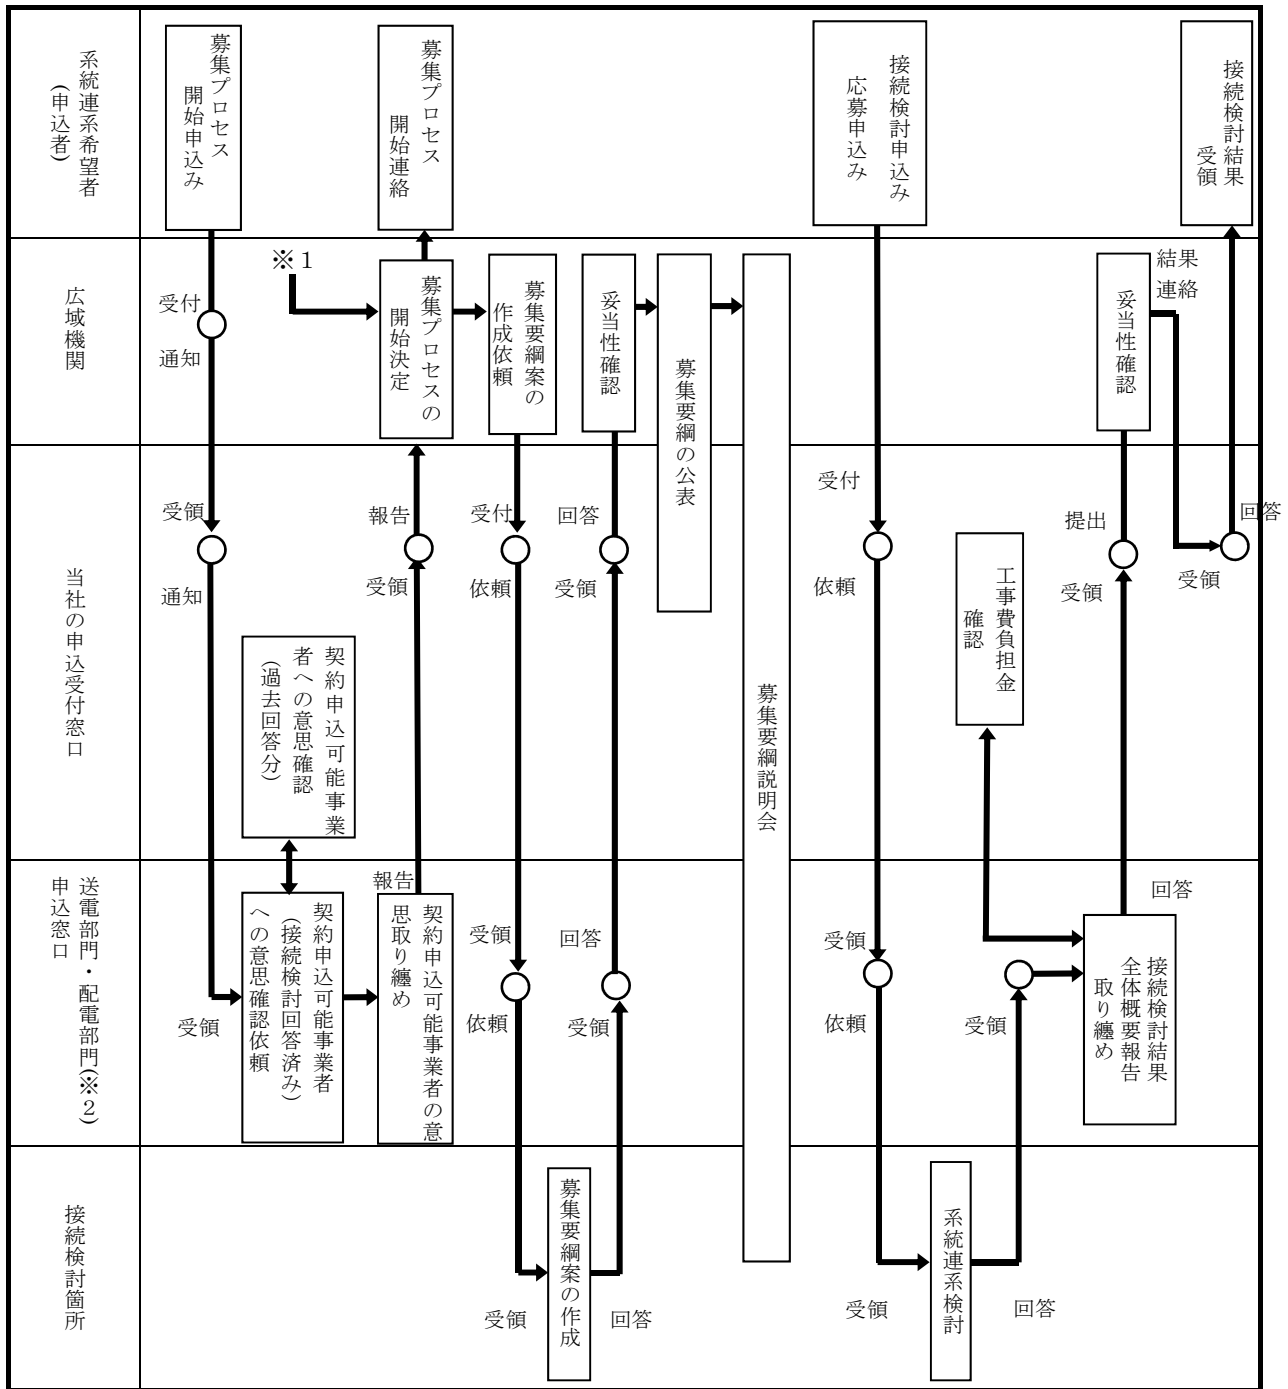 系統連系希望者
(申込者)
募集プロセス
開始申込み
募集プロセス
開始連絡
接続検討申込み
応募申込み
接続検討結果
受領
広域機関
受付
通知
※１
募集プロセスの
開始決定
募集要綱案の
作成依頼
妥当性確認
募集要綱の公表
妥当性確認
結果
連絡
当社の申込受付窓口
受領
通知
契約申込可能事業
者への意思確認
(過去回答分)
報告
受領
受付
依頼
回答
受領
募集要綱説明会
受付
依頼
工事費負担金
確認
提出
受領
受領
回答
送電部門・配電部門(※２)
申込窓口
受領
契約申込可能事業者
(接続検討回答済み)
への意思確認依頼
報告
契約申込可能事業者の意
思取り纏め
受領
依頼
回答
受領
受領
依頼
受領
回答
接続検討結果
全体概要報告
取り纏め
接続検討箇所
受領
募集要綱案の作成
回答
受領
系統連系検討
回答